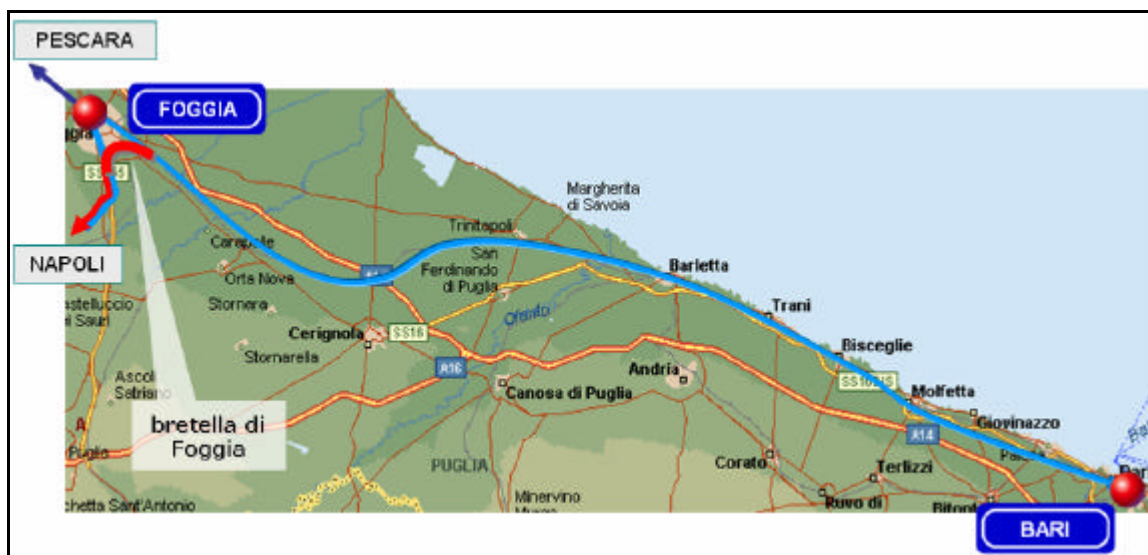 PESCARA
FOGGIA
Margherita
di Savoia
Trinitapoli
Carapelle
San
Ferdinando
di Puglia
NAPOLI
Orta Nova
Barletta
Stornara
Ofanto
Trani
Cerignola
SS16
Bisceglie
Stornarella
A16
Andria
Molfetta
Ascoli
Satriano
Canosa di Puglia
Giovinazzo
bretella di
Foggia
A14
PUGLIA
Corato
Terlizzi
Ruvo di
Minervino
BARI